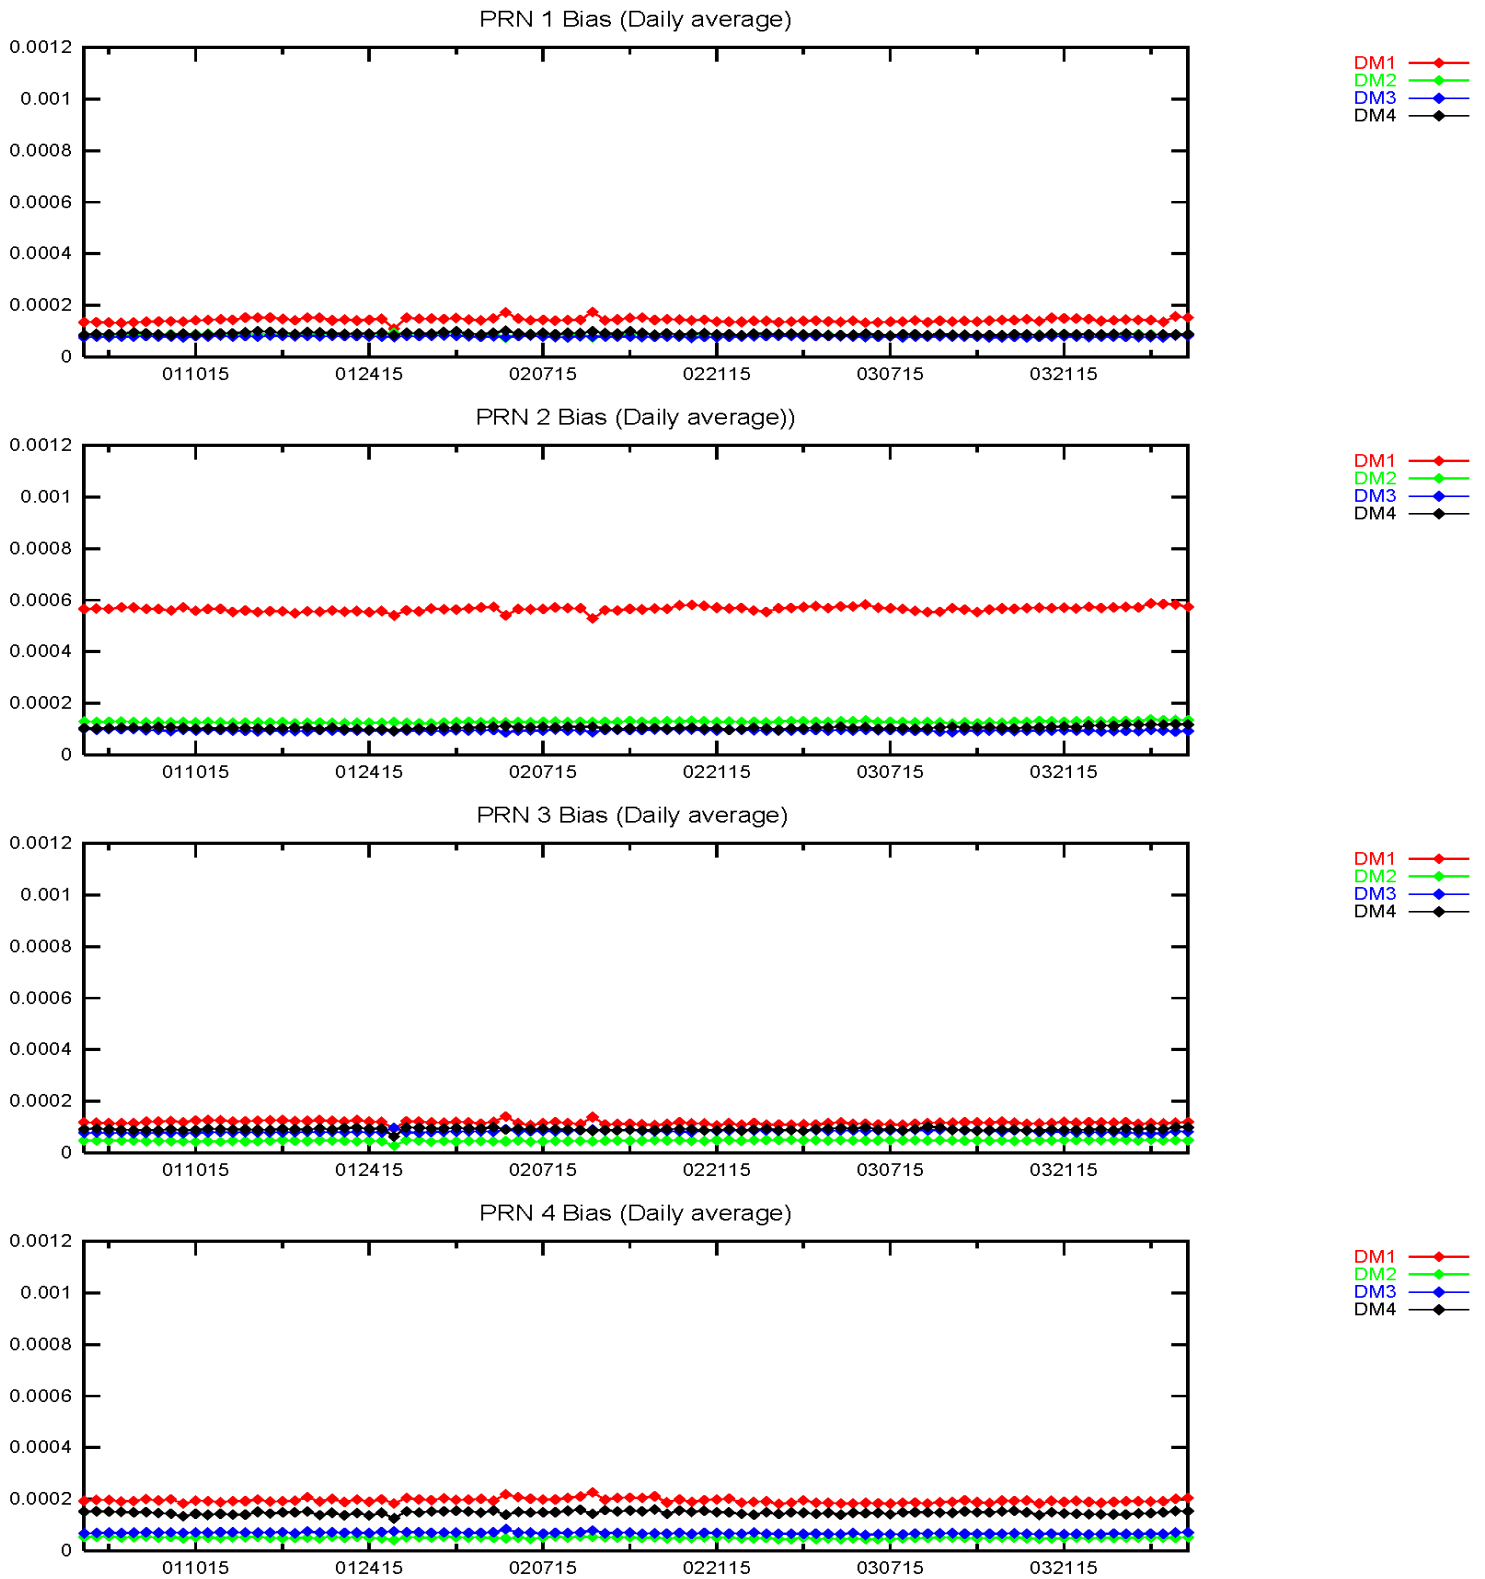 PRN 1 Bias (Daily average)
0.0012
0.001
0.0008
0.0006
0.0004
0.0002
0
011015 012415 020715 022115 030715 032115
DM1
DM2
DM3
DM4
PRN 2 Bias (Daily average))
0.0012
0.001
0.0008
0.0006
0.0004
0.0002
0
011015 012415 020715 022115 030715 032115
DM1
DM2
DM3
DM4
PRN 3 Bias (Daily average)
0.0012
0.001
0.0008
0.0006
0.0004
0.0002
0
011015 012415 020715 022115 030715 032115
DM1
DM2
DM3
DM4
PRN 4 Bias (Daily average)
0.0012
0.001
0.0008
0.0006
0.0004
0.0002
0
011015 012415 020715 022115 030715 032115
DM1
DM2
DM3
DM4